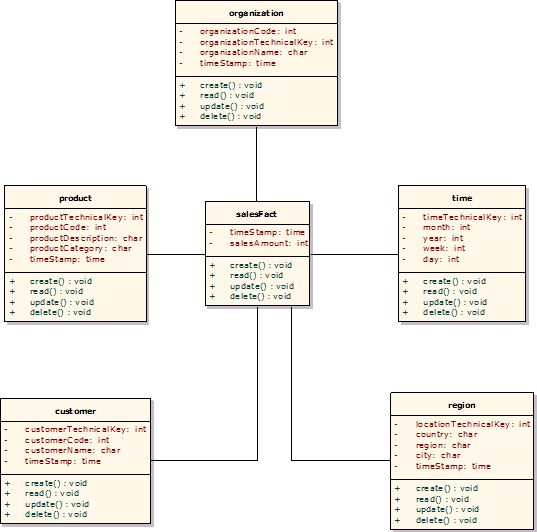 organization
- organizationCode: int
- organizationTechnicalKey: int
- organizationName: char
- timeStamp: time
+ create() : void
+ read() : void
+ update() : void
+ delete() : void
product
- productTechnicalKey: int
- productCode: int
- productDescription: char
- productCategory: char
- timeStamp: time
+ create() : void
+ read() : void
+ update() : void
+ delete() : void
salesFact
- timeStamp: time
- salesAmount: int
+ create() : void
+ read() : void
+ update() : void
+ delete() : void
time
- timeTechnicalKey: int
- month: int
- year: int
- week: int
- day: int
+ create() : void
+ read() : void
+ update() : void
+ delete() : void
customer
- customerTechnicalKey: int
- customerCode: int
- customerName: char
- timeStamp: time
+ create() : void
+ read() : void
+ update() : void
+ delete() : void
region
- locationTechnicalKey: int
- country: char
- region: char
- city: char
- timeStamp: time
+ create() : void
+ read() : void
+ update() : void
+ delete() : void